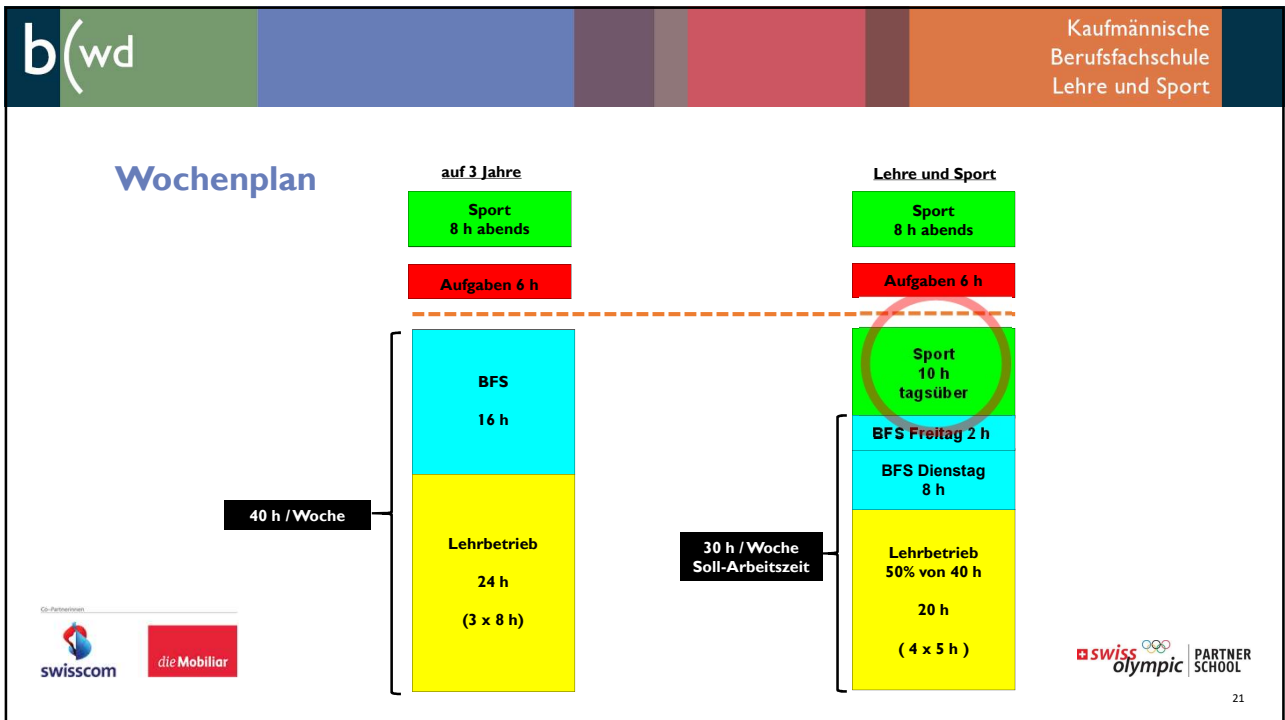 b(wd
Kaufmännische
Berufsfachschule
Lehre und Sport
Wochenplan
auf 3 Jahre
Sport
8 h abends
Aufgaben 6 h
BFS
16 h
40 h / Woche
Lehrbetrieb
24 h
(3 x 8 h)
Lehre und Sport
Sport
8 h abends
Aufgaben 6 h
Sport
10 h
tagsüber
BFS Freitag 2 h
BFS Dienstag
8 h
30 h / Woche
Soll-Arbeitszeit
Lehrbetrieb
50% von 40 h
20 h
( 4 x 5 h )
Co-Partnerinnen
swisscom
die Mobiliar
swiss olympic
PARTNER
SCHOOL
21